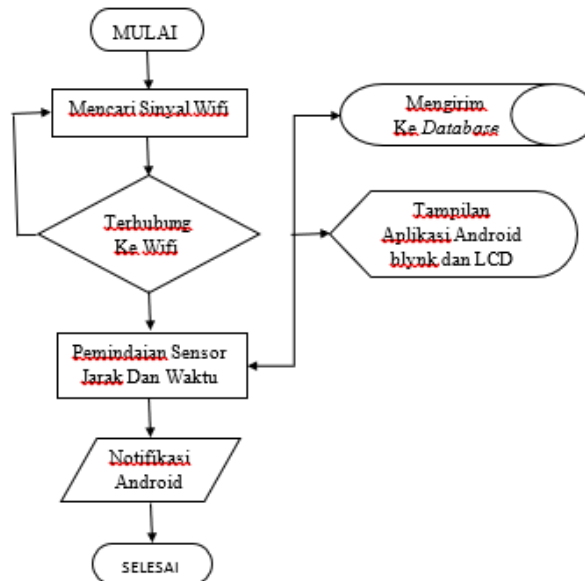 MULAI
Mencari Sinyal Wifi
Terhubung
Ke Wifi
Pemindaian Sensor
Jarak Dan Waktu
Notifikasi
Android
SELESAI
Mengirim
Ke Database
Tampilan
Aplikasi Android
blynk dan LCD